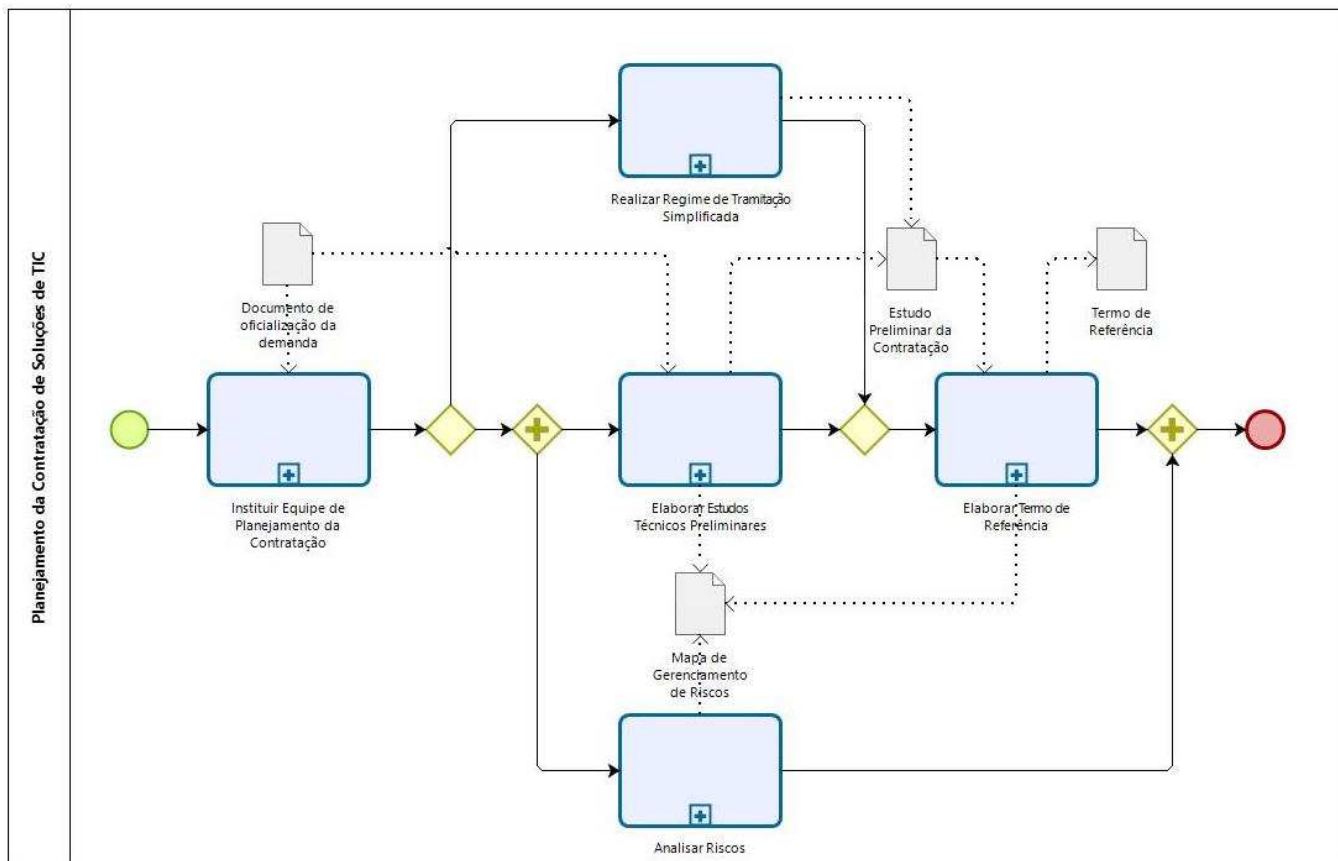 Planejamento da Contratação de Soluções de TIC
Realizar Regime de Tramitação
Simplificada
Documento de
oficialização da
demanda
Estudo
Preliminar da
Contratação
Termo de
Referência
Instituir Equipe de
Planejamento da
Contratação
Elaborar Estudos
Técnicos Preliminares
Elaborar Termo de
Referência
Mapa de
Gerenciamento
de Riscos
Analisar Riscos